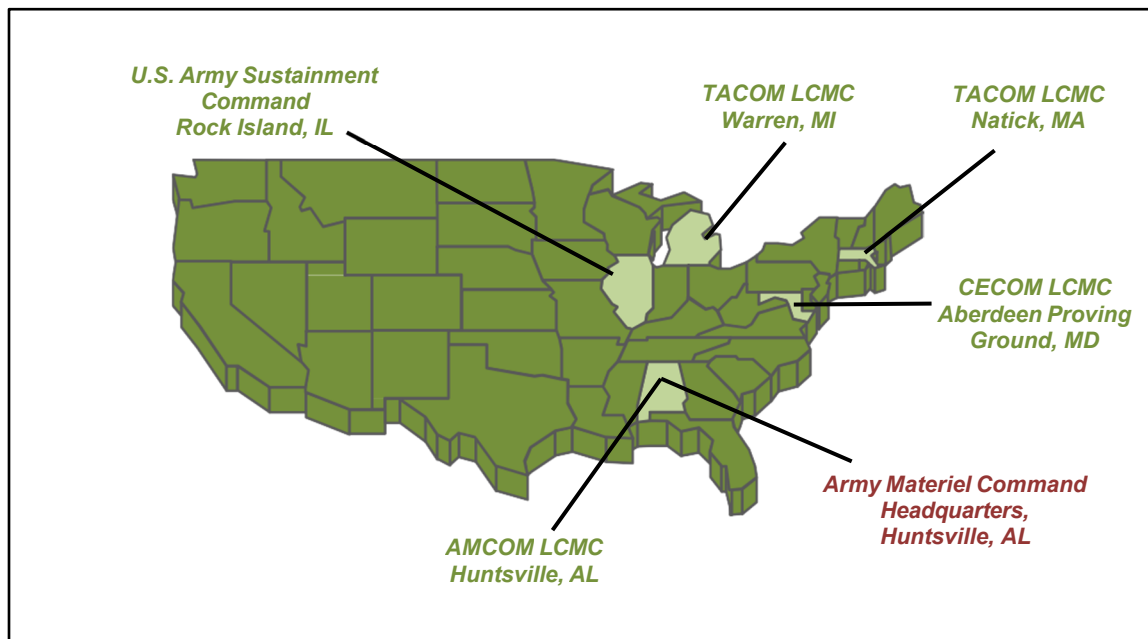 U.S. Army Sustainment
Command
Rock Island, IL
TACOM LCMC
Warren, MI
TACOM LCMC
Natick, MA
CECOM LCMC
Aberdeen Proving
Ground, MD
Army Materiel Command
Headquarters,
Huntsville, AL
AMCOM LCMC
Huntsville, AL